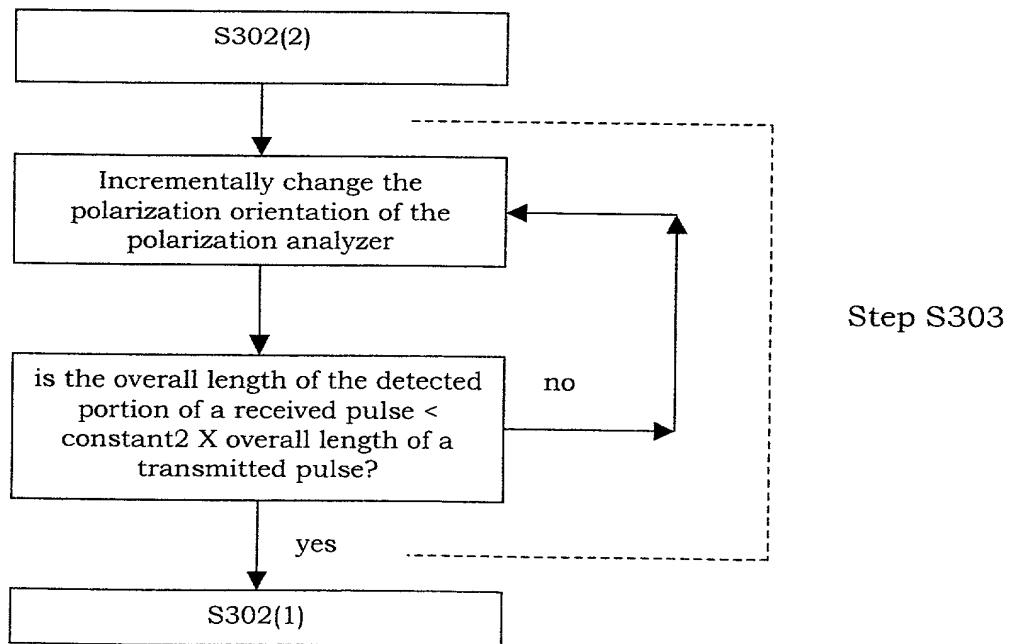 S302(2)
Incrementally change the
polarization orientation of the
polarization analyzer
Step S303
is the overall length of the detected
portion of a received pulse <
constant2 X overall length of a
transmitted pulse?
no
yes
S302(1)